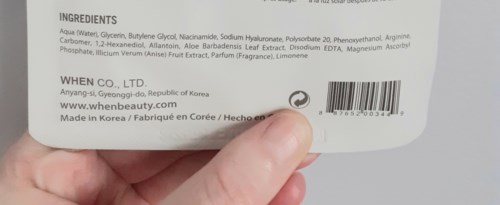 INGREDIENTS
Aqua (Water), Glycerin, Butylene Glycol, Niacinamide, Sodium Hyaluronate, Polysorbate 20, Phenoxyethanol, Arginine,
Carbomer, 1,2-Hexanediol, Allantoin, Aloe Barbadensis Leaf Extract, Disodium EDTA, Magnesium Ascorbyl
Phosphate, Illicium Verum (Anise) Fruit Extract, Parfum (Fragrance), Limonene
WHEN CO., LTD.
Anyang-si, Gyeonggi-do, Republic of Korea
www.whenbeauty.com
Made in Korea / Fabriqué en Corée / Hecho en